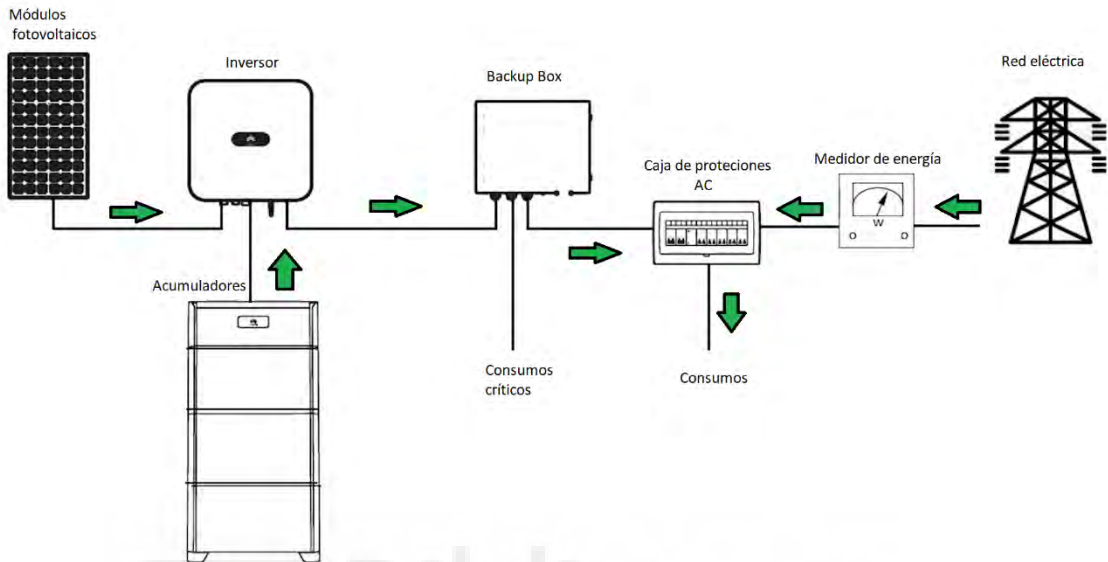 Módulos
fotovoltaicos
Inversor
Backup Box
Red eléctrica
Caja de proteciones
AC
Medidor de energía
W
Acumuladores
Consumos
críticos
Consumos